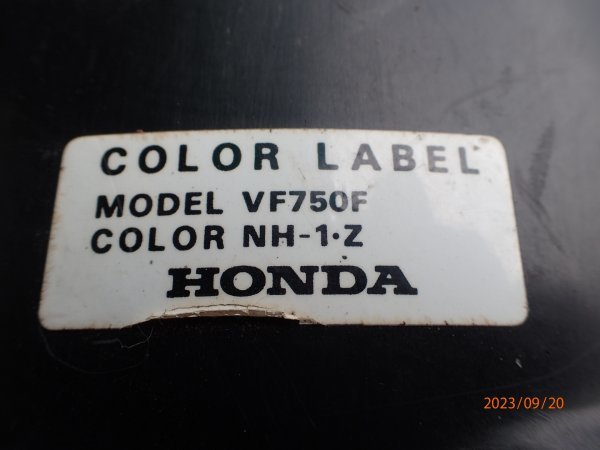 COLOR LABEL
MODEL VF750F
COLOR NH-1·Z
HONDA
2023/09/20